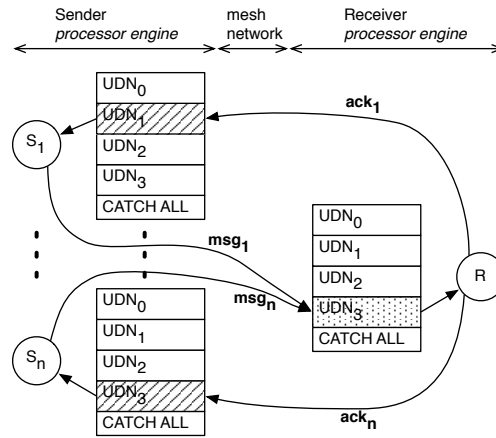 Sender
processor engine
mesh
network
Receiver
processor engine
UDN0
UDN1
UDN2
UDN3
CATCH ALL
S1
ack1
msg1
UDN0
UDN1
UDN2
UDN3
CATCH ALL
R
msgn
UDN0
UDN1
UDN2
UDN3
CATCH ALL
Sn
ackn